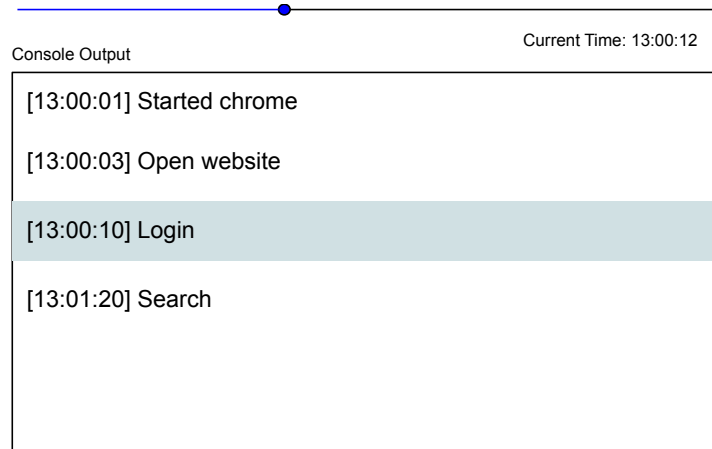 Current Time: 13:00:12
Console Output
[13:00:01] Started chrome
[13:00:03] Open website
[13:00:10] Login
[13:01:20] Search